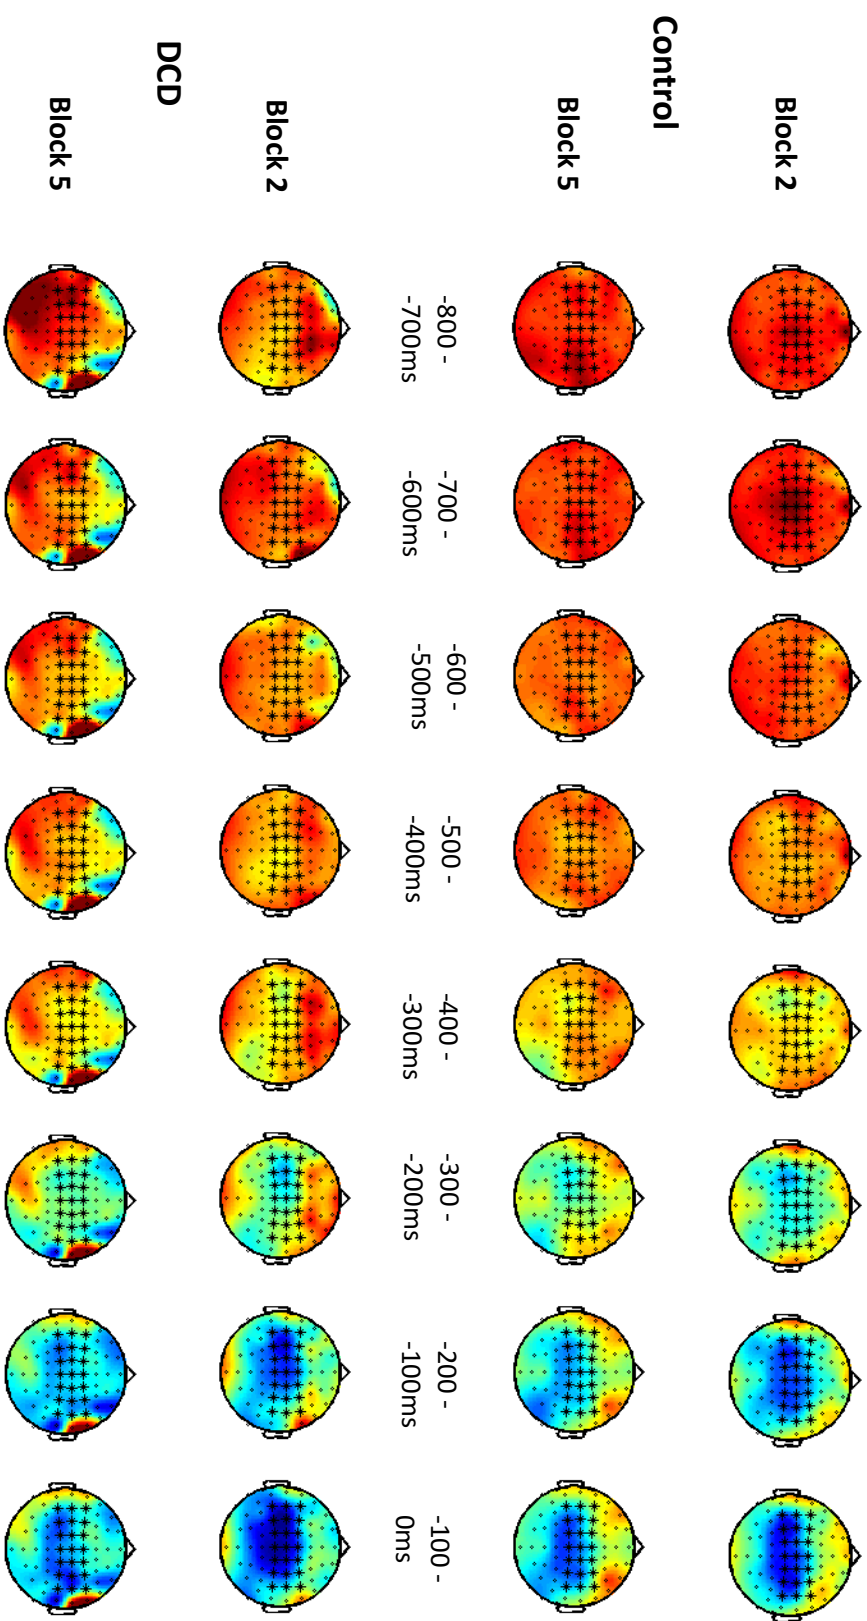 Control
Block 2
Block 5
-800 -
-700ms
-700 -
-600ms
-600 -
-500ms
-500 -
-400ms
-400 -
-300ms
-300 -
-200ms
-200 -
-100ms
-100 -
0ms
DCD
Block 2
Block 5